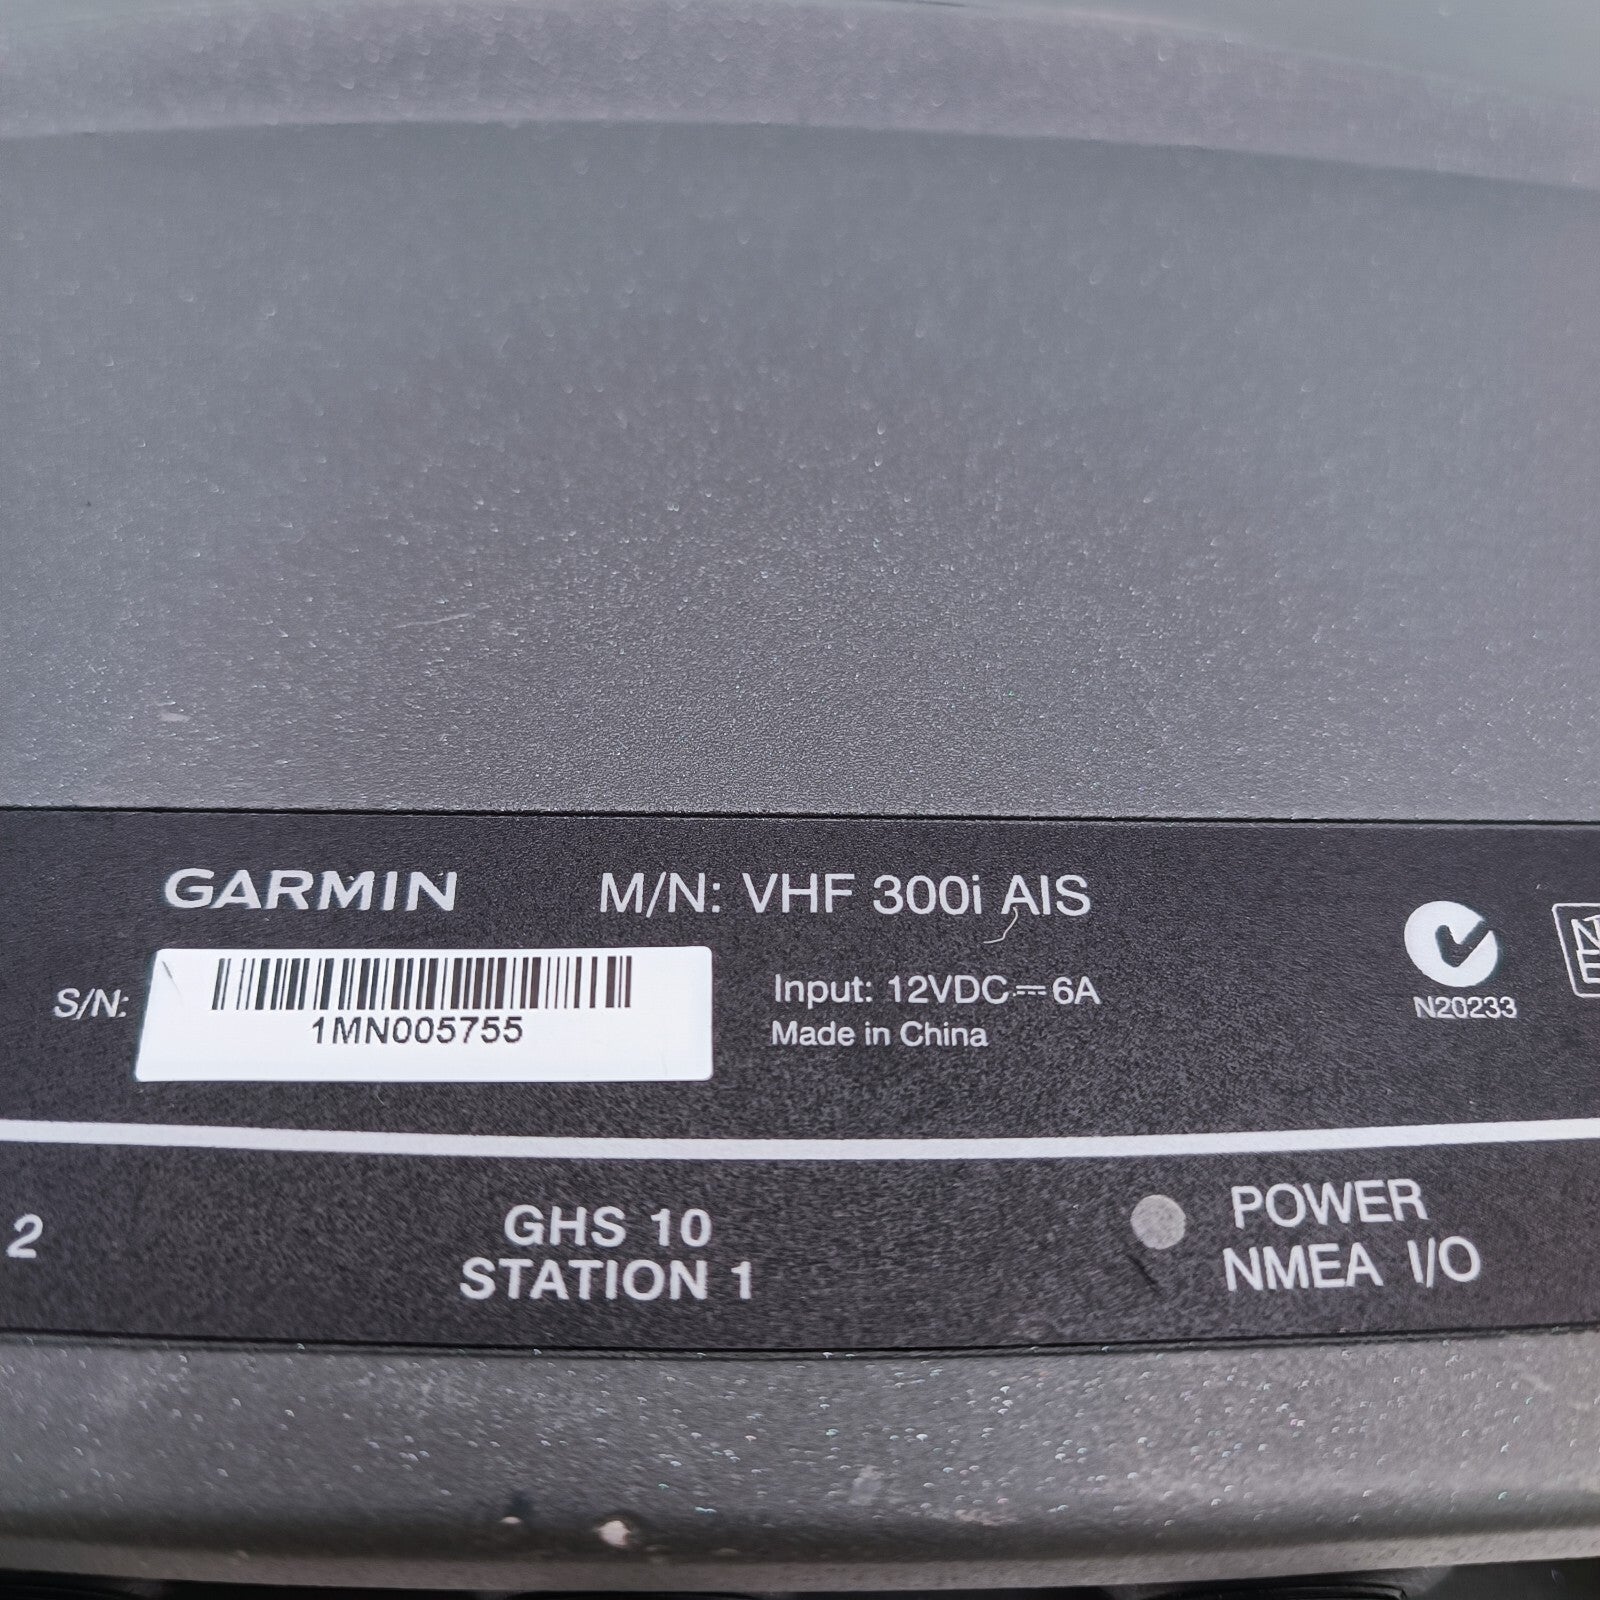 GARMIN M/N: VHF 300i AIS
S/N: 1MN005755
Input: 12VDC⎓6A
Made in China
N20233
2
GHS 10
STATION 1
POWER
NMEA I/O